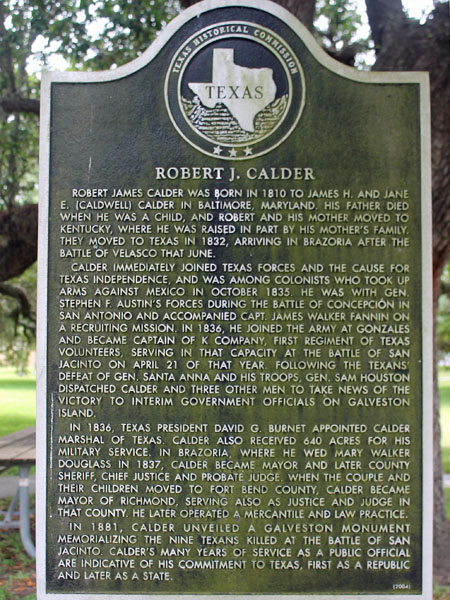 TEXAS HISTORICAL COMMISSION
TEXAS
ROBERT J. CALDER
ROBERT JAMES CALDER WAS BORN IN 1810 TO JAMES H. AND JANE
E. (CALDWELL) CALDER IN BALTIMORE, MARYLAND. HIS FATHER DIED
WHEN HE WAS A CHILD, AND ROBERT AND HIS MOTHER MOVED TO
KENTUCKY, WHERE HE WAS RAISED IN PART BY HIS MOTHER'S FAMILY.
THEY MOVED TO TEXAS IN 1832, ARRIVING IN BRAZORIA AFTER THE
BATTLE OF VELASCO THAT JUNE.
CALDER IMMEDIATELY JOINED TEXAS FORCES AND THE CAUSE FOR
TEXAS INDEPENDENCE, AND WAS AMONG COLONISTS WHO TOOK UP
ARMS AGAINST MEXICO IN OCTOBER 1835. HE WAS WITH GEN.
STEPHEN F. AUSTIN'S FORCES DURING THE BATTLE OF CONCEPCIÓN IN
SAN ANTONIO AND ACCOMPANIED CAPT. JAMES WALKER FANNIN ON
A RECRUITING MISSION. IN 1836, HE JOINED THE ARMY AT GONZALES
AND BECAME CAPTAIN OF K COMPANY, FIRST REGIMENT OF TEXAS
VOLUNTEERS, SERVING IN THAT CAPACITY AT THE BATTLE OF SAN
JACINTO ON APRIL 21 OF THAT YEAR. FOLLOWING THE TEXANS'
DEFEAT OF GEN. SANTA ANNA AND HIS TROOPS, GEN. SAM HOUSTON
DISPATCHED CALDER AND THREE OTHER MEN TO TAKE NEWS OF THE
VICTORY TO INTERIM GOVERNMENT OFFICIALS ON GALVESTON
ISLAND.
IN 1836, TEXAS PRESIDENT DAVID G. BURNET APPOINTED CALDER
MARSHAL OF TEXAS. CALDER ALSO RECEIVED 640 ACRES FOR HIS
MILITARY SERVICE. IN BRAZORIA, WHERE HE WED MARY WALKER
DOUGLASS IN 1837, CALDER BECAME MAYOR AND LATER COUNTY
SHERIFF, CHIEF JUSTICE AND PROBATE JUDGE. WHEN THE COUPLE AND
THEIR CHILDREN MOVED TO FORT BEND COUNTY, CALDER BECAME
MAYOR OF RICHMOND, SERVING ALSO AS JUSTICE AND JUDGE IN
THAT COUNTY. HE LATER OPERATED A MERCANTILE AND LAW PRACTICE.
IN 1881, CALDER UNVEILED A GALVESTON MONUMENT
MEMORIALIZING THE NINE TEXANS KILLED AT THE BATTLE OF SAN
JACINTO. CALDER'S MANY YEARS OF SERVICE AS A PUBLIC OFFICIAL
ARE INDICATIVE OF HIS COMMITMENT TO TEXAS, FIRST AS A REPUBLIC
AND LATER AS A STATE.
(2004)